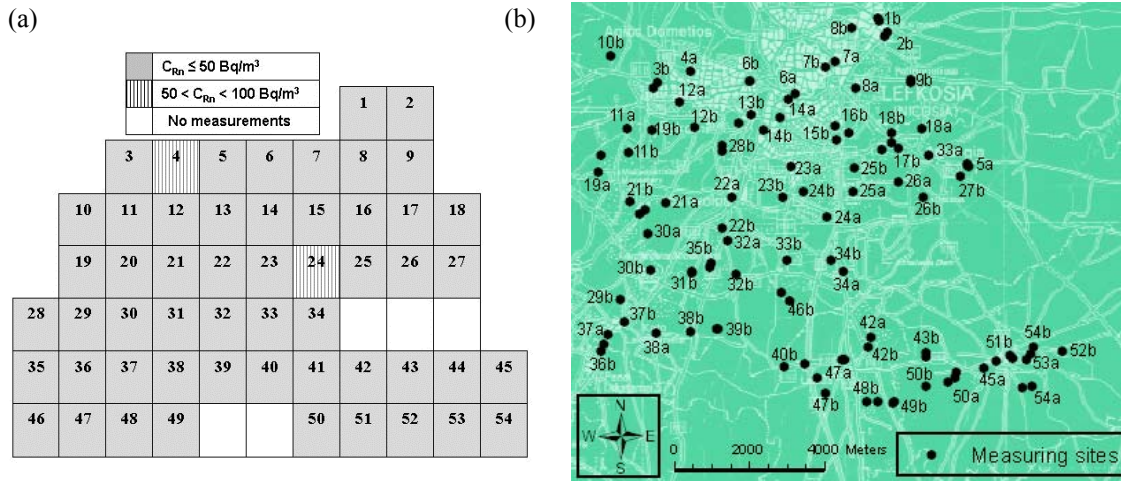 (a)
C_Rn ≤ 50 Bq/m³
50 < C_Rn < 100 Bq/m³
No measurements
1 2
3 4 5 6 7 8 9
10 11 12 13 14 15 16 17 18
19 20 21 22 23 24 25 26 27
28 29 30 31 32 33 34
35 36 37 38 39 40 41 42 43 44 45
46 47 48 49 50 51 52 53 54
(b)
1b
8b 2b
Dometios
10b
4a 7b 7a
6b
3b 6a 8a 9b
12a LEFKOSIA
14a
11a 19b 12b 13b 14b 15b 16b 18b 18a
28b 17b 33a
11b 25b 5a
19a 23a 26a 27b
21b 21a 22a 23b 24b 25a 26b
24a
30a 22b
32a
35b 33b 34b
30b 31b 32b 34a
29b 46b
37b
37a 38b 39b 42a
38a 43b 54b
36b 40b 42b 51b 52b
47a 53a
50b 45a
47b 48b 49b 50a 54a
N
W E
S
0 2000 4000 Meters
Measuring sites